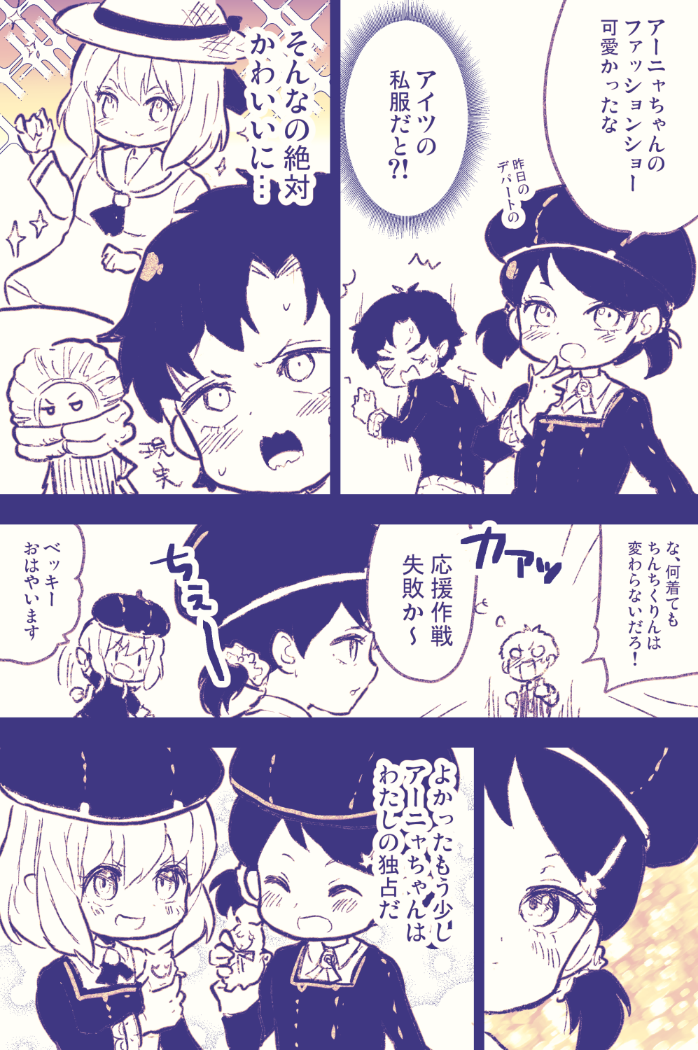 アーニャちゃんの
ファッションショー
可愛かったな
昨日の
デパートの
アイツの
私服だと?!
そんなの絶対
かわいいに…
現実
な、何着ても
ちんちくりんは
変わらないだろ!
カアッ
応援作戦
失敗か〜
ちぇー
ベッキー
おはやいます
よかったもう少し
アーニャちゃんは
わたしの独占だ